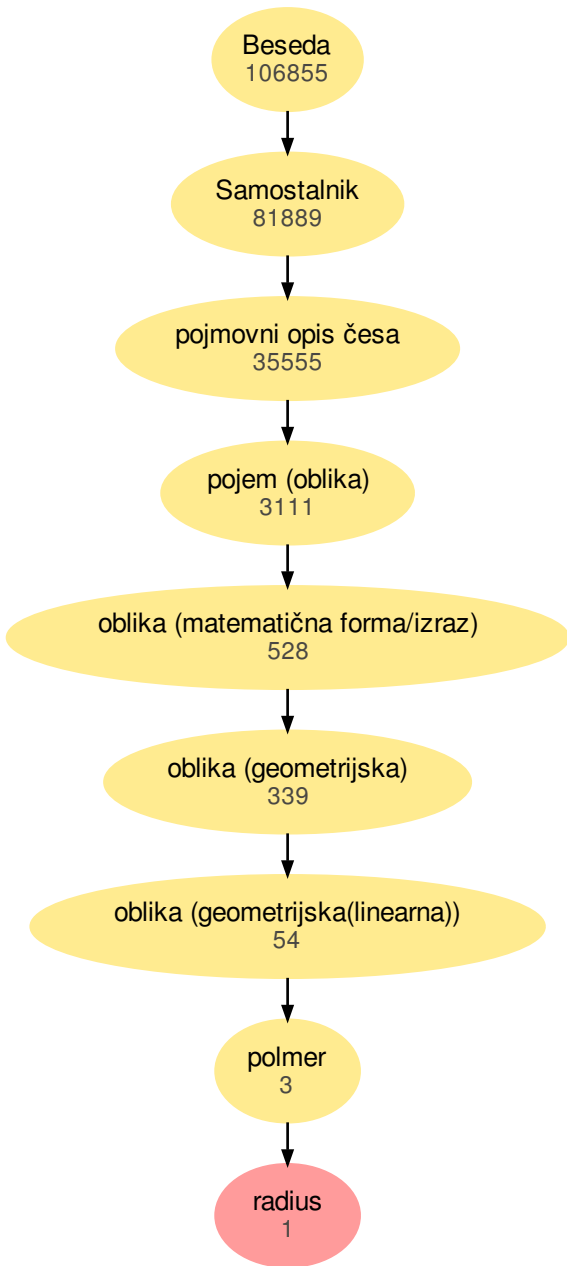 Beseda
106855
Samostalnik
81889
pojmovni opis česa
35555
pojem (oblika)
3111
oblika (matematična forma/izraz)
528
oblika (geometrijska)
339
oblika (geometrijska(linearna))
54
polmer
3
radius
1